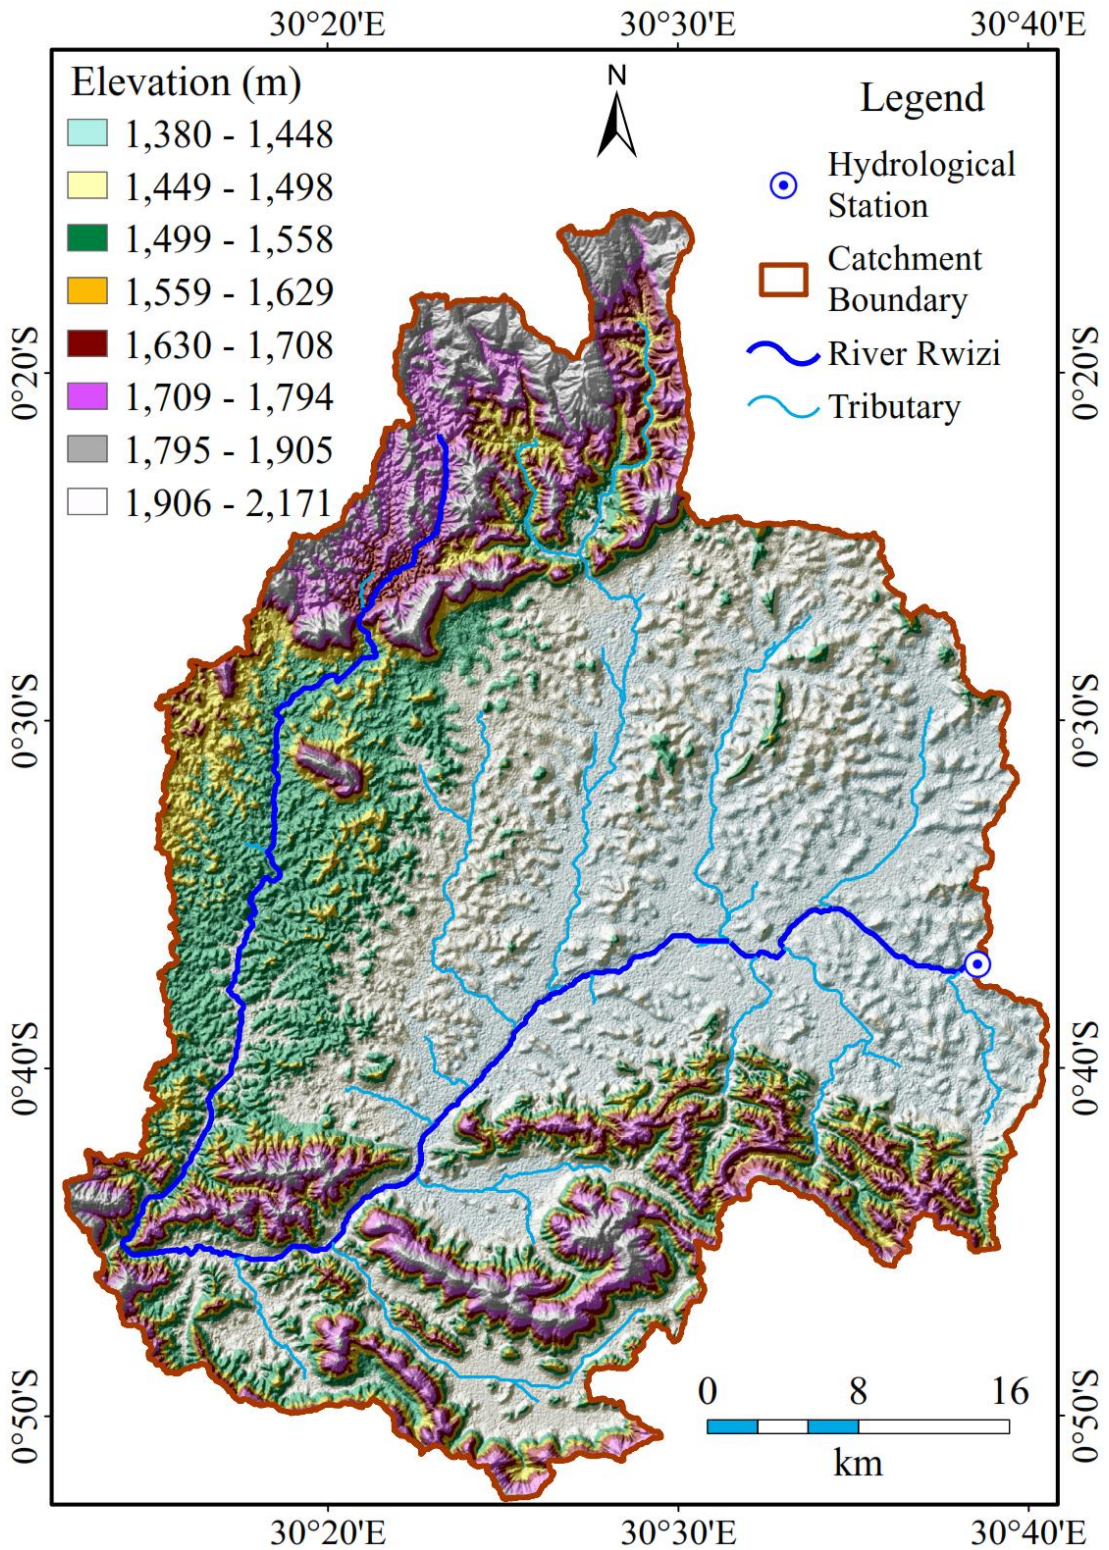 30°20'E 30°30'E 30°40'E
Elevation (m)
1,380 - 1,448
1,449 - 1,498
1,499 - 1,558
1,559 - 1,629
1,630 - 1,708
1,709 - 1,794
1,795 - 1,905
1,906 - 2,171
N
Legend
Hydrological
Station
Catchment
Boundary
River Rwizi
Tributary
0°20'S
0°30'S
0°40'S
0°50'S
0°20'S
0°30'S
0°40'S
0°50'S
0 8 16
km
30°20'E 30°30'E 30°40'E